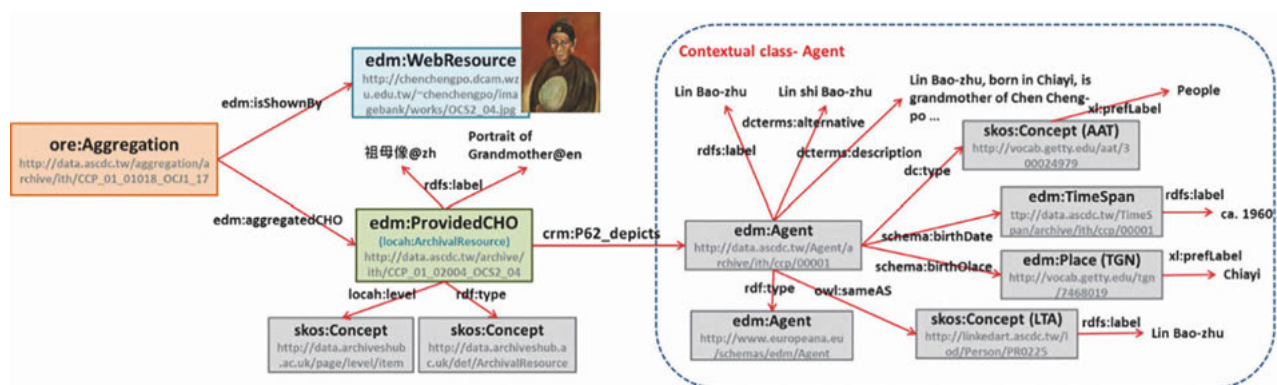 edm:WebResource
http://chenchengpo.dcam.wz
u.edu.tw/~chenchengpo/ima
gebank/works/OCS2_04.jpg
edm:isShownBy
ore:Aggregation
http://data.ascdc.tw/aggregation/a
rchive/ith/CCP_01_01018_OCJ1_17
祖母像@zh
Portrait of
Grandmother@en
rdfs:label
edm:aggregatedCHO
edm:ProvidedCHO
(locah:ArchivalResource)
http://data.ascdc.tw/archive/
ith/CCP_01_02004_OCS2_04
crm:P62_depicts
locah:level
rdf:type
skos:Concept
http://data.archiveshub
.ac.uk/page/level/item
skos:Concept
http://data.archiveshub.a
c.uk/def/ArchivalResource
Contextual class- Agent
Lin Bao-zhu
Lin shi Bao-zhu
Lin Bao-zhu, born in Chiayi, is
grandmother of Chen Cheng-
po ...
rdfs:label
dcterms:alternative
dcterms:description
dc:type
xl:prefLabel
People
skos:Concept (AAT)
http://vocab.getty.edu/aat/3
00024979
edm:Agent
http://data.ascdc.tw/Agent/a
rchive/ith/ccp/00001
schema:birthDate
edm:TimeSpan
ttp://data.ascdc.tw/TimeS
pan/archive/ith/ccp/00001
rdfs:label
ca. 1960
schema:birthOlace
edm:Place (TGN)
http://vocab.getty.edu/tgn
/7468019
xl:prefLabel
Chiayi
rdf:type
owl:sameAS
edm:Agent
http://www.europeana.eu
/schemas/edm/Agent
skos:Concept (LTA)
http://linkedart.ascdc.tw/l
od/Person/PR0225
rdfs:label
Lin Bao-zhu